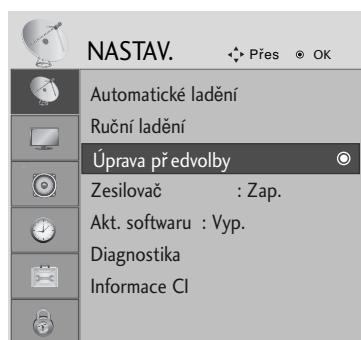 NASTAV. Přes OK
Automatické ladění
Ruční ladění
Úprava předvolby
Zesilovač : Zap.
Akt. softwaru : Vyp.
Diagnostika
Informace CI